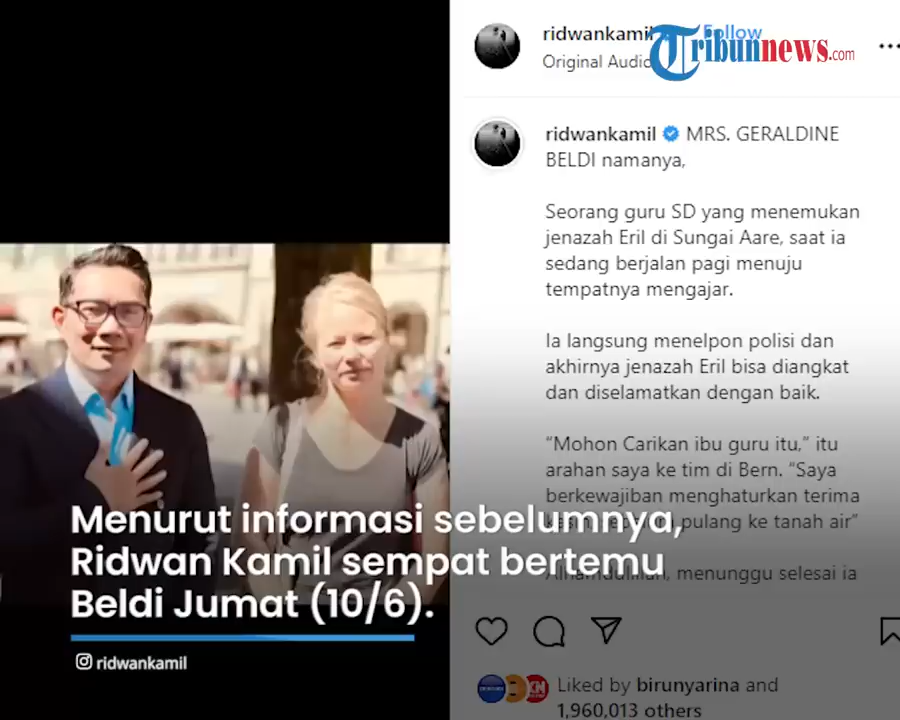 ridwankamil Follow
Original Audio
Tribunnews.com
ridwankamil MRS. GERALDINE
BELDI namanya,
Seorang guru SD yang menemukan
jenazah Eril di Sungai Aare, saat ia
sedang berjalan pagi menuju
tempatnya mengajar.
Ia langsung menelpon polisi dan
akhirnya jenazah Eril bisa diangkat
dan diselamatkan dengan baik.
“Mohon Carikan ibu guru itu,” itu
arahan saya ke tim di Bern. “Saya
berkewajiban menghaturkan terima
pulang ke tanah air”
menunggu selesai ia
Liked by birunyarina and
1,960,013 others
Menurut informasi sebelumnya,
Ridwan Kamil sempat bertemu
Beldi Jumat (10/6).
ridwankamil